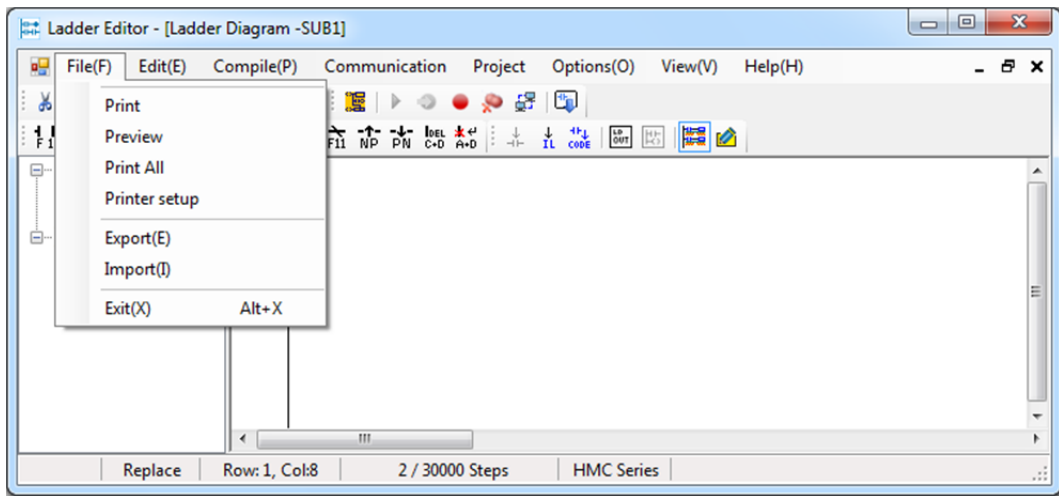 Ladder Editor - [Ladder Diagram -SUB1]
File(F) Edit(E) Compile(P) Communication Project Options(O) View(V) Help(H)
Print
Preview
Print All
Printer setup
Export(E)
Import(I)
Exit(X) Alt+X
F11 NP PN DEL C+D A+D IL CODE LD OUT
Replace Row: 1, Col:8 2 / 30000 Steps HMC Series